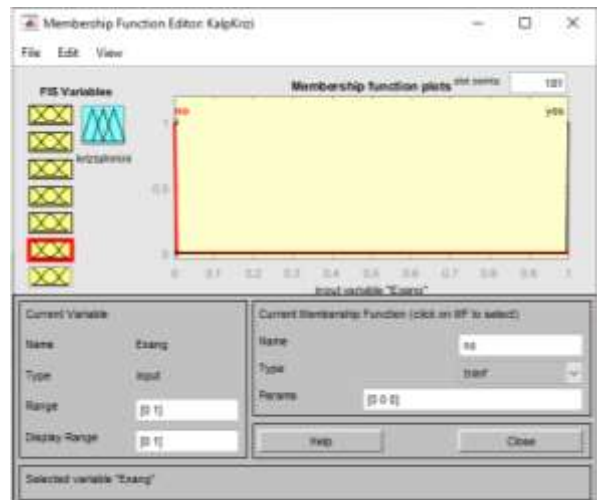 Membership Function Editor: KalpKrizi
File Edit View
FIS Variables
Membership function plots
plot points:
181
no
yes
1
kriztahmini
0.5
0
0 0.1 0.2 0.3 0.4 0.5 0.6 0.7 0.8 0.9 1
input variable "Exang"
Current Variable
Current Membership Function (click on MF to select)
Name Exang
Name no
Type input
Type trimf
Range [0 1]
Params [0 0 0]
Display Range [0 1]
Help
Close
Selected variable "Exang"